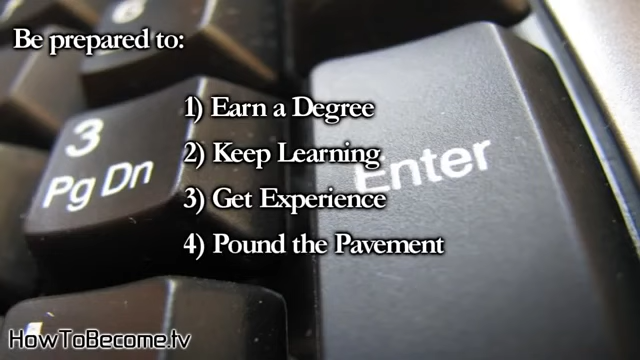 Be prepared to:
6
1) Earn a Degree
3
2) Keep Learning
Enter
Pg Dn
3) Get Experience
4) Pound the Pavement
HowToBecome.tv